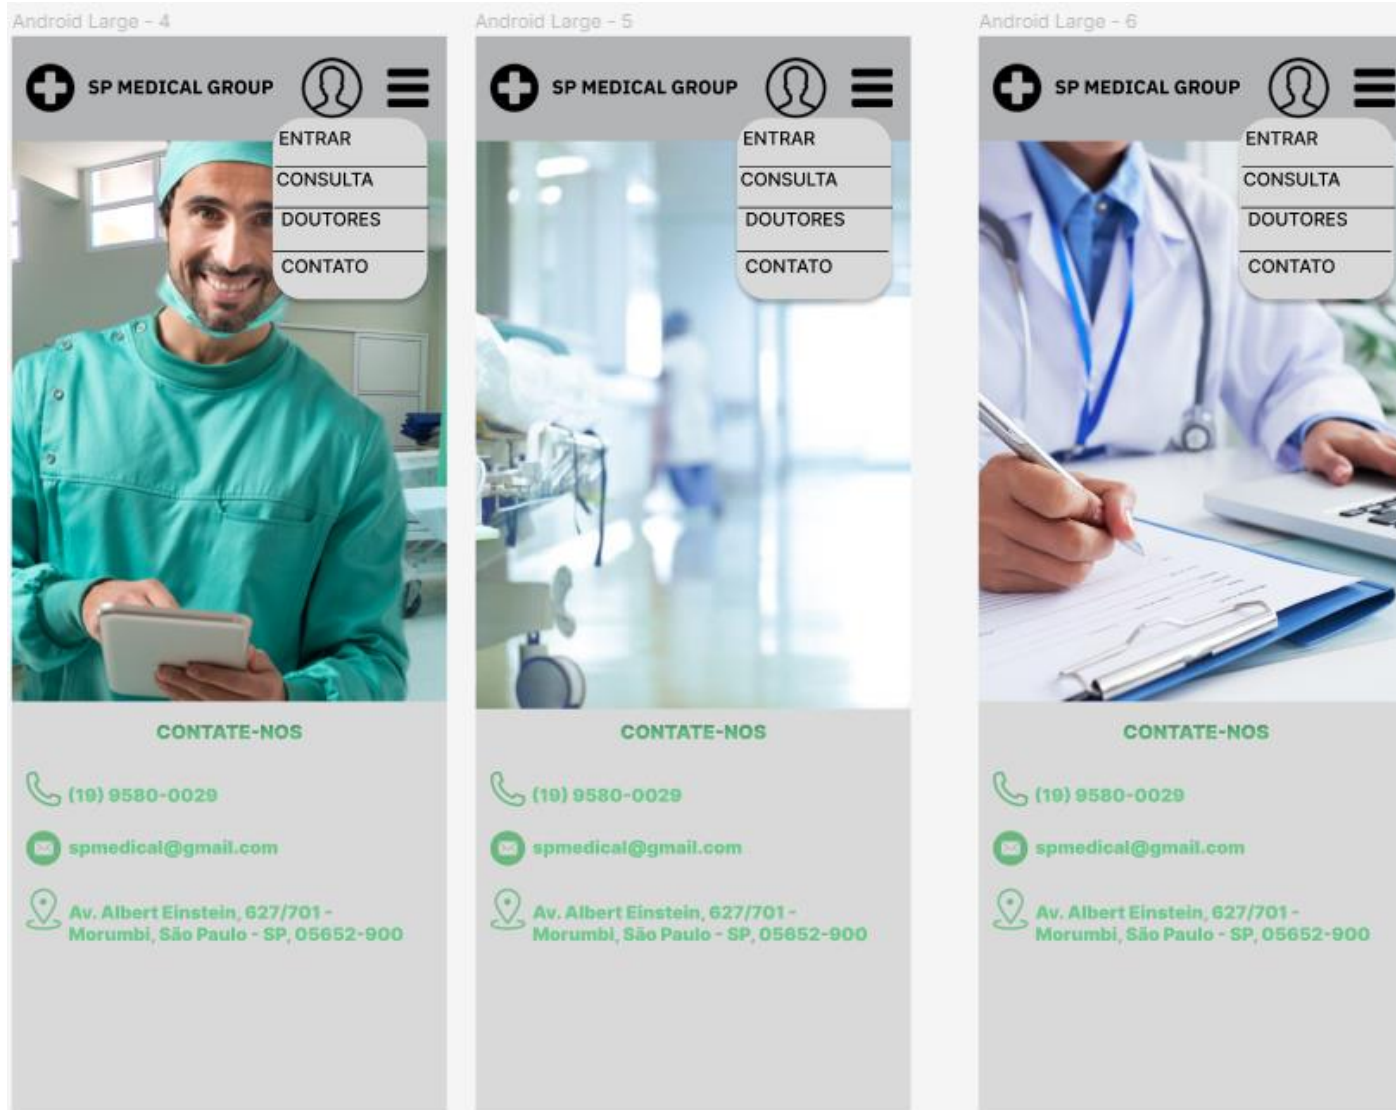 Android Large - 4
SP MEDICAL GROUP
ENTRAR
CONSULTA
DOUTORES
CONTATO
CONTATE-NOS
(19) 9580-0029
spmedical@gmail.com
Av. Albert Einstein, 627/701 -
Morumbi, São Paulo - SP, 05652-900
Android Large - 5
SP MEDICAL GROUP
ENTRAR
CONSULTA
DOUTORES
CONTATO
CONTATE-NOS
(19) 9580-0029
spmedical@gmail.com
Av. Albert Einstein, 627/701 -
Morumbi, São Paulo - SP, 05652-900
Android Large - 6
SP MEDICAL GROUP
ENTRAR
CONSULTA
DOUTORES
CONTATO
CONTATE-NOS
(19) 9580-0029
spmedical@gmail.com
Av. Albert Einstein, 627/701 -
Morumbi, São Paulo - SP, 05652-900